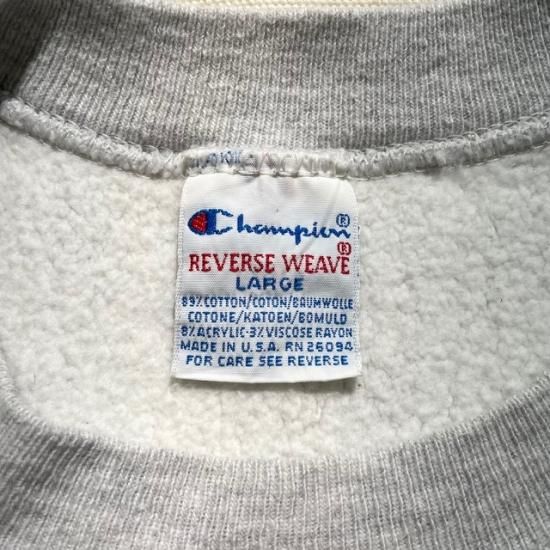 Champion®
REVERSE WEAVE®
LARGE
89% COTTON/COTON/BAUMWOLLE
COTONE/KATOEN/BOMULD
8% ACRYLIC-3% VISCOSE RAYON
MADE IN U.S.A. RN 26094
FOR CARE SEE REVERSE